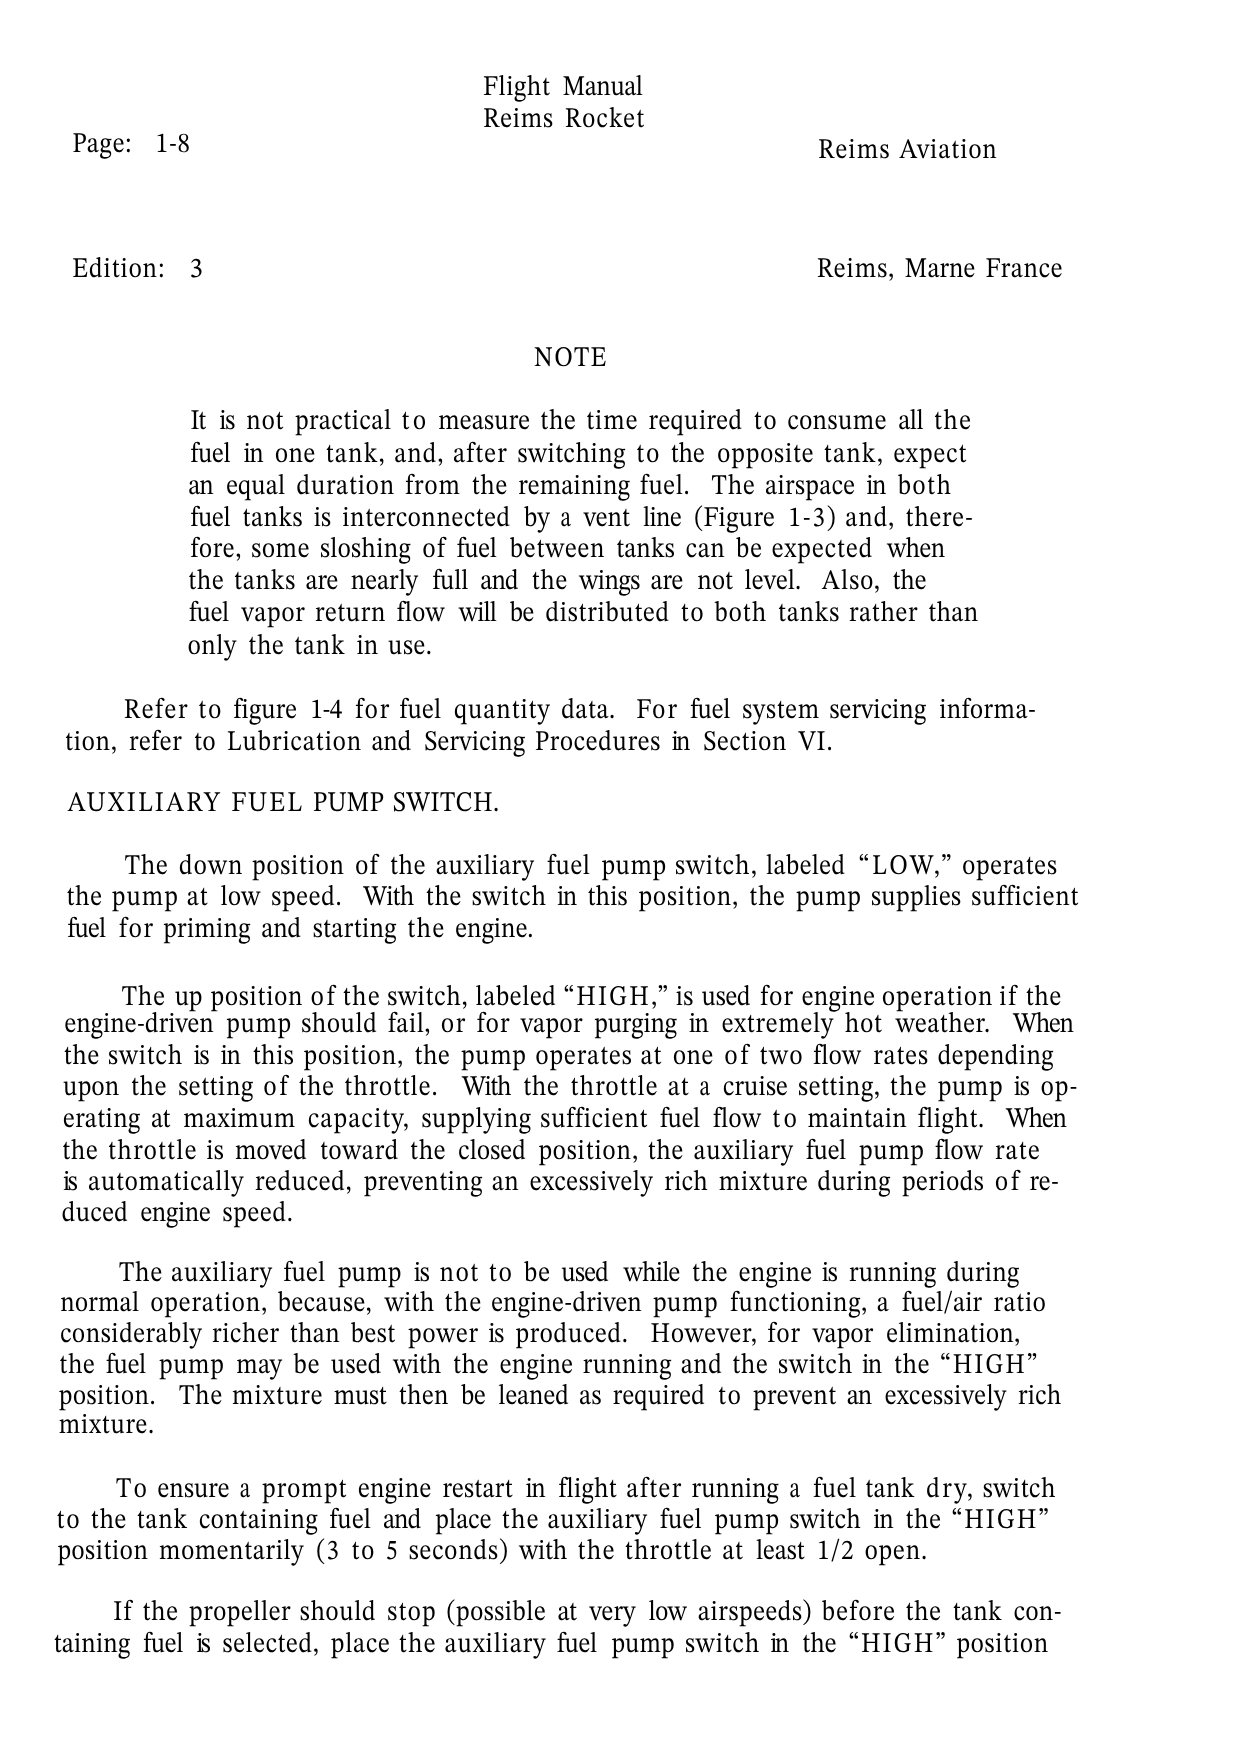 Flight Manual
Reims Rocket
Page: 1-8
Reims Aviation
Edition: 3
Reims, Marne France
NOTE
It is not practical to measure the time required to consume all the
fuel in one tank, and, after switching to the opposite tank, expect
an equal duration from the remaining fuel. The airspace in both
fuel tanks is interconnected by a vent line (Figure 1-3) and, there-
fore, some sloshing of fuel between tanks can be expected when
the tanks are nearly full and the wings are not level. Also, the
fuel vapor return flow will be distributed to both tanks rather than
only the tank in use.
Refer to figure 1-4 for fuel quantity data. For fuel system servicing informa-
tion, refer to Lubrication and Servicing Procedures in Section VI.
AUXILIARY FUEL PUMP SWITCH.
The down position of the auxiliary fuel pump switch, labeled “LOW,” operates
the pump at low speed. With the switch in this position, the pump supplies sufficient
fuel for priming and starting the engine.
The up position of the switch, labeled “HIGH,” is used for engine operation if the
engine-driven pump should fail, or for vapor purging in extremely hot weather. When
the switch is in this position, the pump operates at one of two flow rates depending
upon the setting of the throttle. With the throttle at a cruise setting, the pump is op-
erating at maximum capacity, supplying sufficient fuel flow to maintain flight. When
the throttle is moved toward the closed position, the auxiliary fuel pump flow rate
is automatically reduced, preventing an excessively rich mixture during periods of re-
duced engine speed.
The auxiliary fuel pump is not to be used while the engine is running during
normal operation, because, with the engine-driven pump functioning, a fuel/air ratio
considerably richer than best power is produced. However, for vapor elimination,
the fuel pump may be used with the engine running and the switch in the “HIGH”
position. The mixture must then be leaned as required to prevent an excessively rich
mixture.
To ensure a prompt engine restart in flight after running a fuel tank dry, switch
to the tank containing fuel and place the auxiliary fuel pump switch in the “HIGH”
position momentarily (3 to 5 seconds) with the throttle at least 1/2 open.
If the propeller should stop (possible at very low airspeeds) before the tank con-
taining fuel is selected, place the auxiliary fuel pump switch in the “HIGH” position